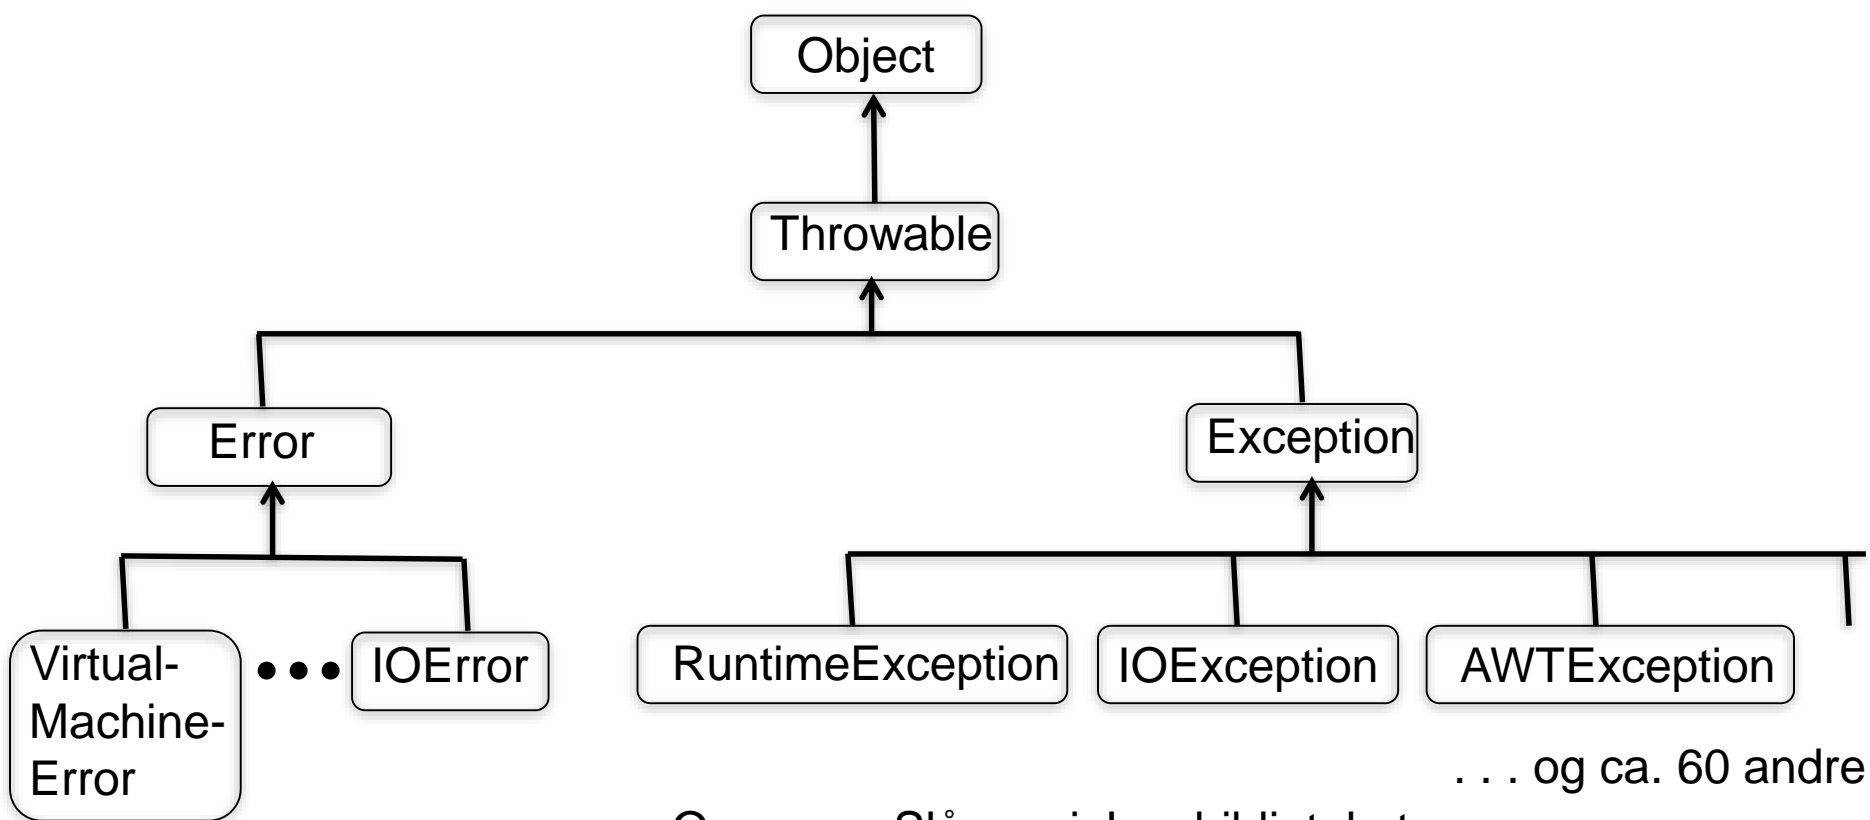 Object
Throwable
Error
Exception
Virtual-
Machine-
Error
IOError
RuntimeException
IOException
AWTException
. . . og ca. 60 andre